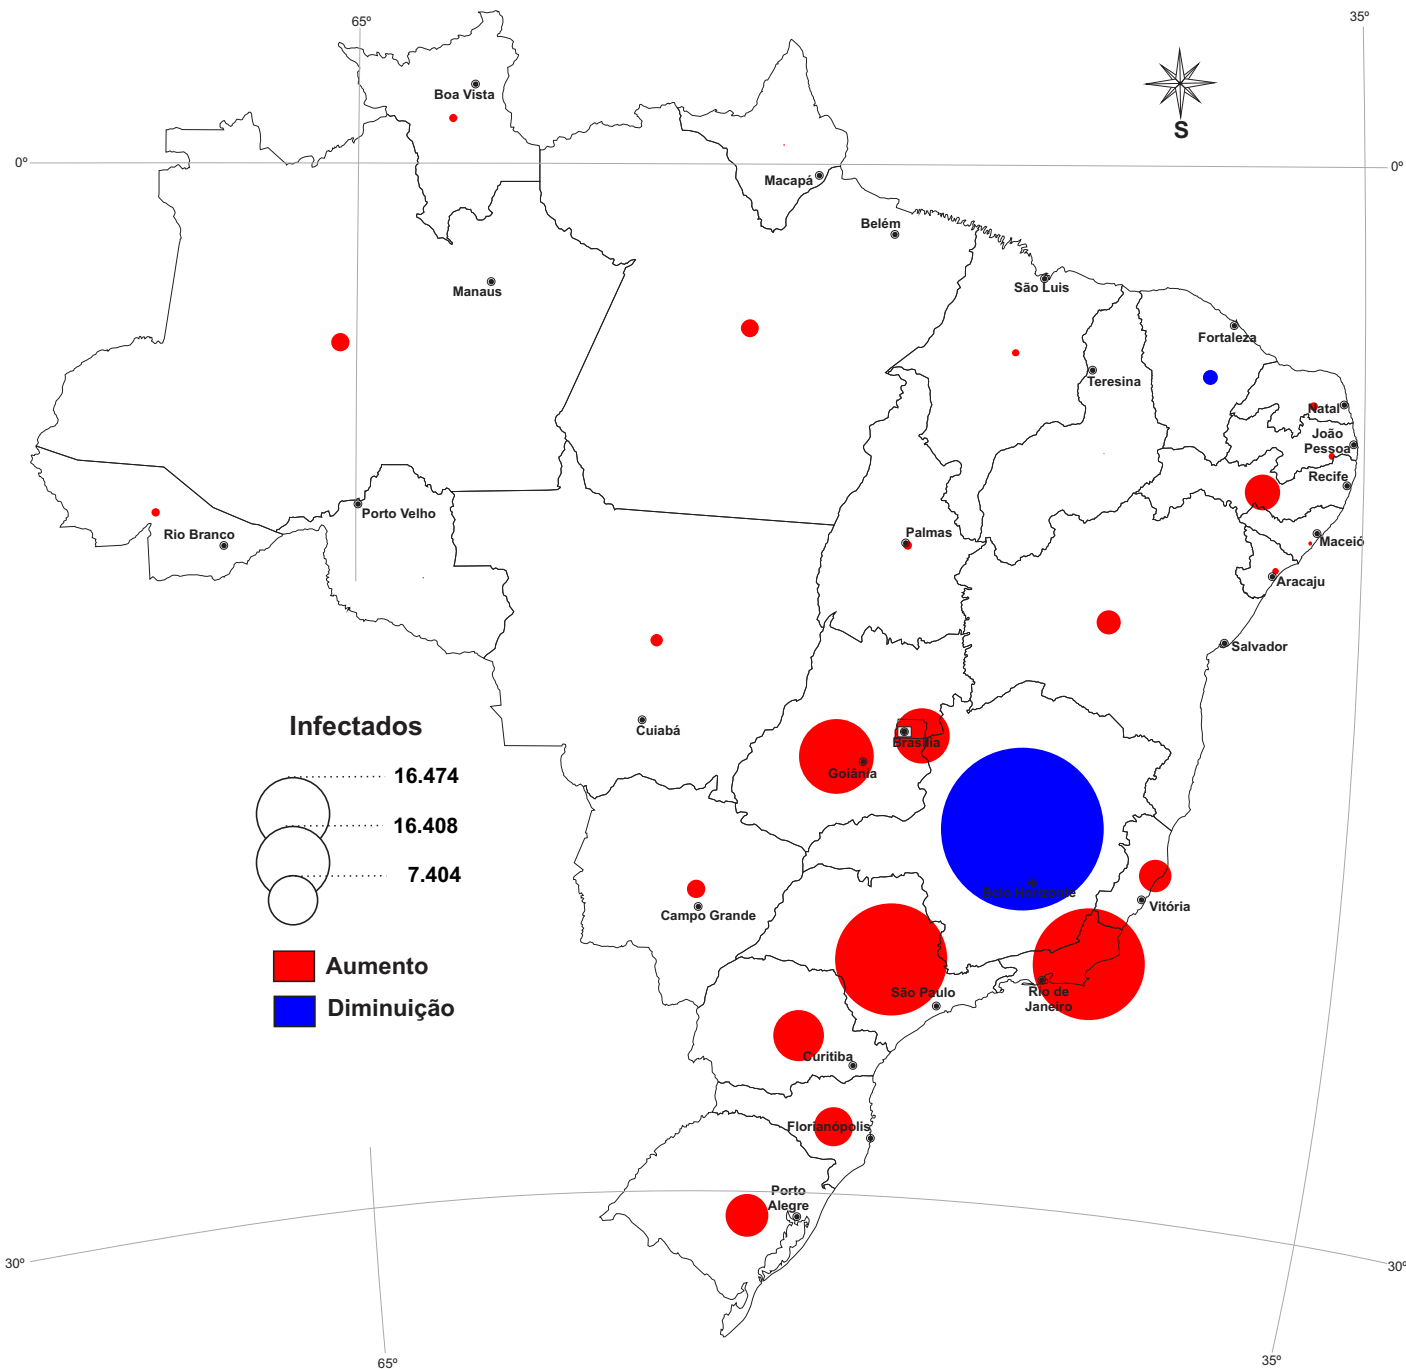 65º
35º
Boa Vista
S
0º
0º
Macapá
Belém
Manaus
São Luis
Fortaleza
Teresina
Natal
João
Pessoa
Recife
Porto Velho
Rio Branco
Palmas
Maceió
Aracaju
Salvador
Infectados
Cuiabá
Brasília
Goiânia
16.474
16.408
7.404
Belo Horizonte
Campo Grande
Vitória
Aumento
Diminuição
São Paulo
Rio de
Janeiro
Curitiba
Florianópolis
Porto
Alegre
30º
30º
65º
35º